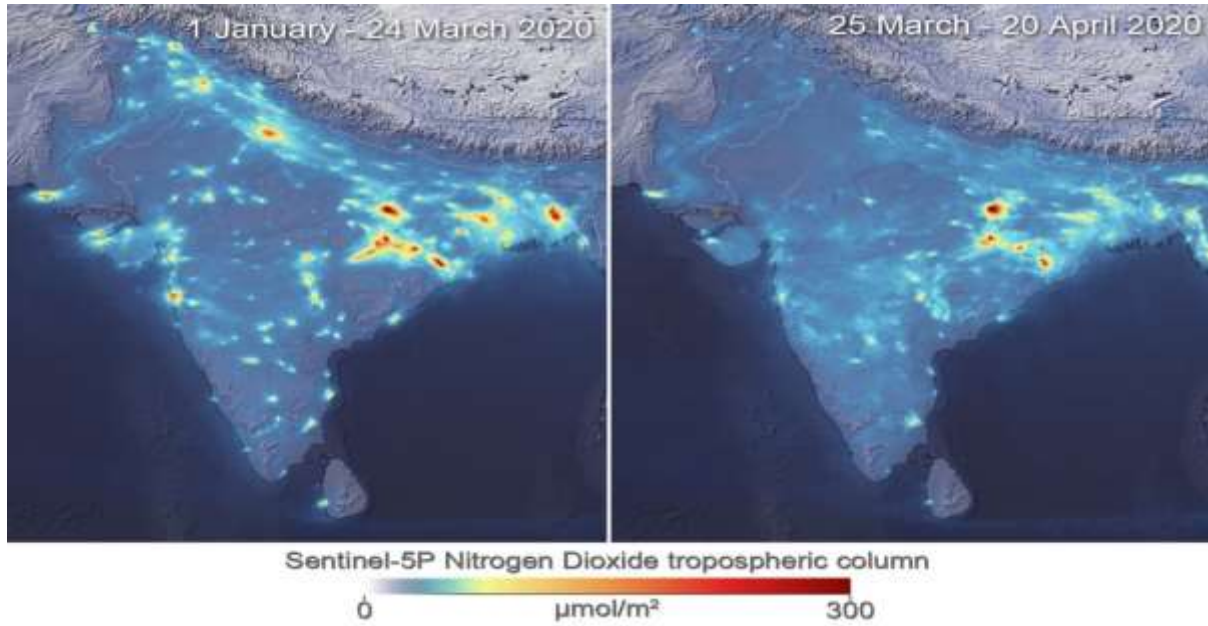 1 January - 24 March 2020
25 March - 20 April 2020
Sentinel-5P Nitrogen Dioxide tropospheric column
0 µmol/m² 300